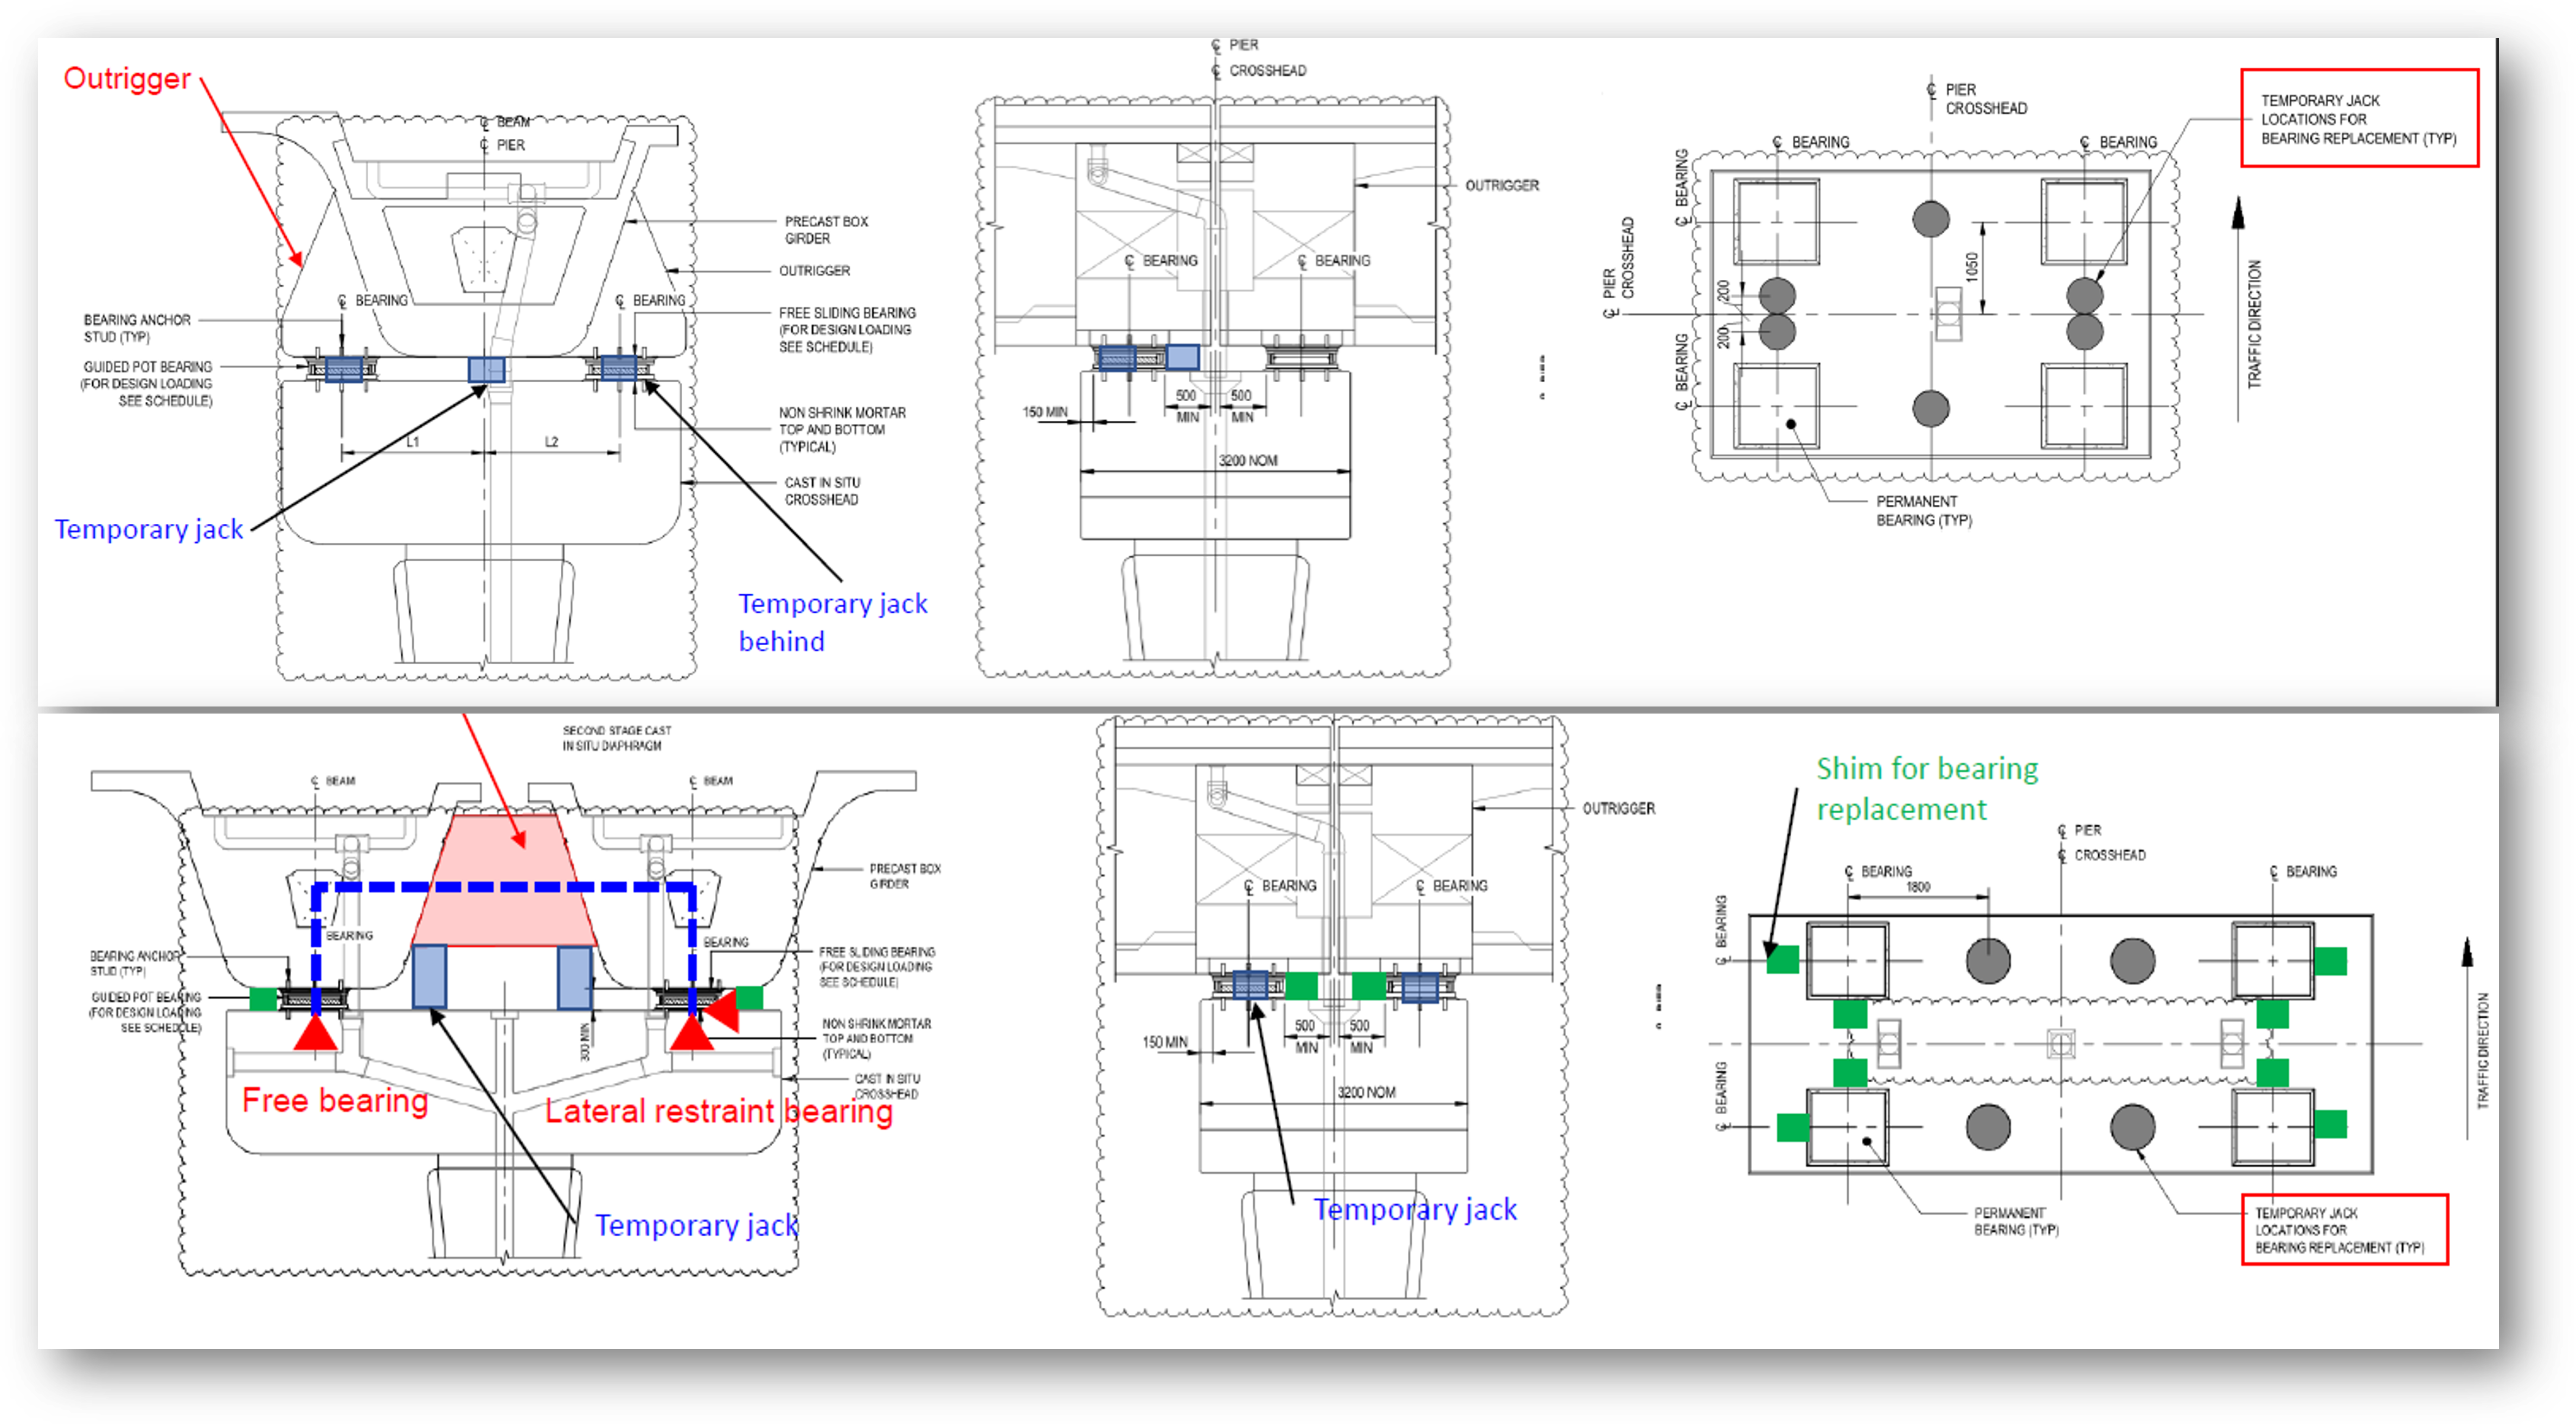 Outrigger
℄ BEAM
℄ PIER
PRECAST BOX
GIRDER
OUTRIGGER
℄ BEARING
℄ BEARING
BEARING ANCHOR
STUD (TYP)
GUIDED POT BEARING
(FOR DESIGN LOADING
SEE SCHEDULE)
FREE SLIDING BEARING
(FOR DESIGN LOADING
SEE SCHEDULE)
NON SHRINK MORTAR
TOP AND BOTTOM
(TYPICAL)
L1
L2
CAST IN SITU
CROSSHEAD
Temporary jack
Temporary jack
behind
℄ PIER
℄ CROSSHEAD
OUTRIGGER
℄ BEARING
℄ BEARING
500
MIN
500
MIN
150 MIN
3200 NOM
℄ PIER
CROSSHEAD
℄ BEARING
℄ BEARING
TEMPORARY JACK
LOCATIONS FOR
BEARING REPLACEMENT (TYP)
℄ BEARING
℄ PIER
CROSSHEAD
℄ BEARING
200
200
1050
TRAFFIC DIRECTION
PERMANENT
BEARING (TYP)
SECOND STAGE CAST
IN SITU DIAPHRAGM
℄ BEAM
℄ BEAM
PRECAST BOX
GIRDER
BEARING
BEARING
BEARING ANCHOR
STUD (TYP)
GUIDED POT BEARING
(FOR DESIGN LOADING
SEE SCHEDULE)
FREE SLIDING BEARING
(FOR DESIGN LOADING
SEE SCHEDULE)
300 MIN
NON SHRINK MORTAR
TOP AND BOTTOM
(TYPICAL)
CAST IN SITU
CROSSHEAD
Free bearing
Lateral restraint bearing
Temporary jack
OUTRIGGER
℄ BEARING
℄ BEARING
500
MIN
500
MIN
150 MIN
3200 NOM
Temporary jack
Shim for bearing
replacement
℄ PIER
℄ CROSSHEAD
℄ BEARING
1800
℄ BEARING
℄ BEARING
℄ BEARING
TRAFFIC DIRECTION
PERMANENT
BEARING (TYP)
TEMPORARY JACK
LOCATIONS FOR
BEARING REPLACEMENT (TYP)